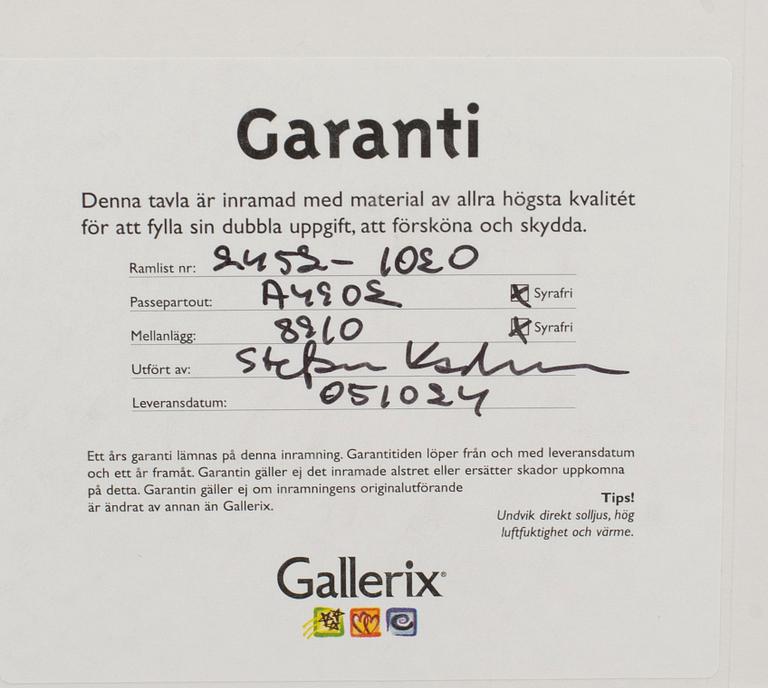 Garanti
Denna tavla är inramad med material av allra högsta kvalitét
för att fylla sin dubbla uppgift, att försköna och skydda.
Ramlist nr: 2452 - 1020
Passepartout: A4902 Syrafri
Mellanlägg: 8910 Syrafri
Utfört av: Stefan
Leveransdatum: 051024
Ett års garanti lämnas på denna inramning. Garantitiden löper från och med leveransdatum
och ett år framåt. Garantin gäller ej det inramade alstret eller ersätter skador uppkomna
på detta. Garantin gäller ej om inramningens originalutförande
är ändrat av annan än Gallerix.
Tips!
Undvik direkt solljus, hög
luftfuktighet och värme.
Gallerix®